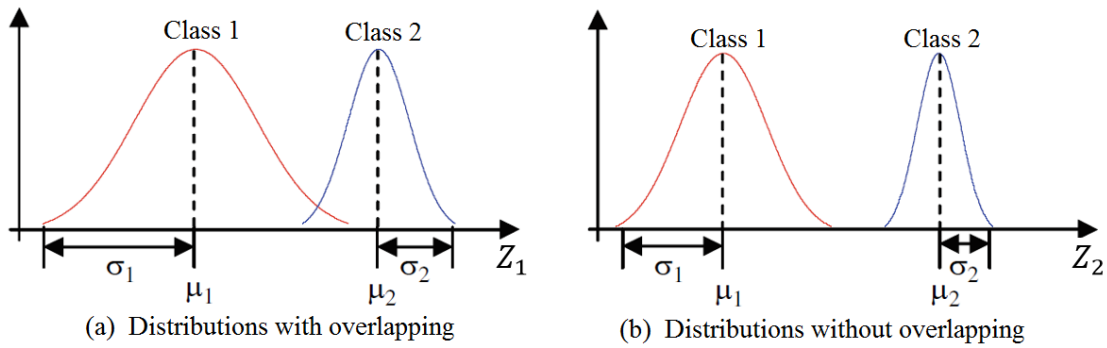 Class 1 Class 2
σ₁ σ₂ Z₁
μ₁ μ₂
(a) Distributions with overlapping
Class 1 Class 2
σ₁ σ₂ Z₂
μ₁ μ₂
(b) Distributions without overlapping